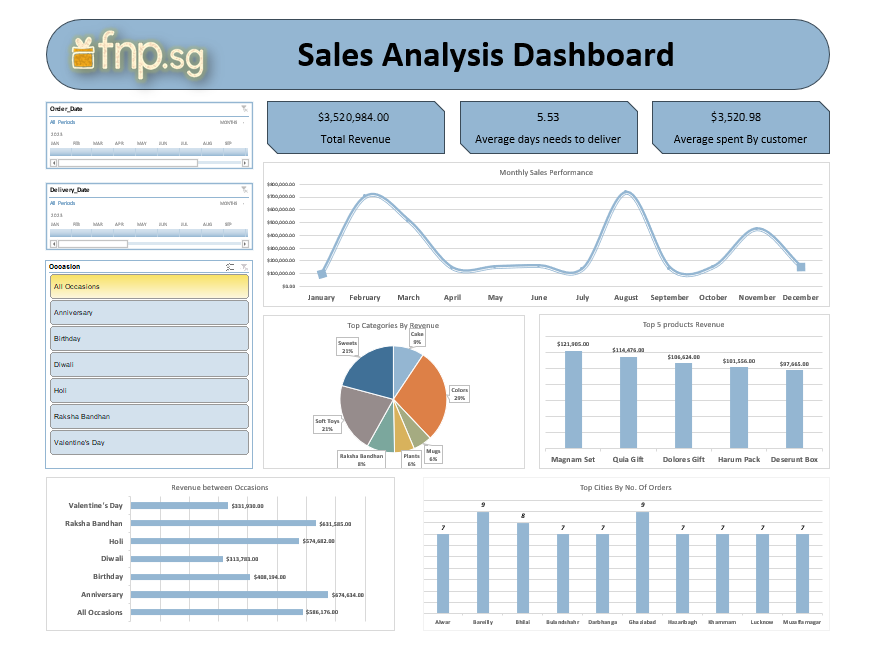 fnp.sg
Sales Analysis Dashboard
Order_Date
All Periods
MONTHS
2023
JAN FEB MAR APR MAY JUN JUL AUG SEP
Delivery_Date
All Periods
MONTHS
2023
JAN FEB MAR APR MAY JUN JUL AUG SEP
Occasion
All Occasions
Anniversary
Birthday
Diwali
Holi
Raksha Bandhan
Valentine's Day
$3,520,984.00
Total Revenue
5.53
Average days needs to deliver
$3,520.98
Average spent By customer
Monthly Sales Performance
$800,000.00
$700,000.00
$600,000.00
$500,000.00
$400,000.00
$300,000.00
$200,000.00
$100,000.00
$0.00
January February March April May June July August September October November December
Top Categories By Revenue
Cake
9%
Colors
29%
Mugs
6%
Plants
6%
Raksha Bandhan
8%
Soft Toys
21%
Sweets
21%
Top 5 products Revenue
$121,905.00
$114,476.00
$106,624.00
$101,556.00
$97,665.00
Magnam Set Quia Gift Dolores Gift Harum Pack Deserunt Box
Revenue between Occasions
Valentine's Day $331,930.00
Raksha Bandhan $631,585.00
Holi $574,682.00
Diwali $313,783.00
Birthday $408,194.00
Anniversary $674,634.00
All Occasions $586,176.00
Top Cities By No. Of Orders
7 9 8 7 7 9 7 7 7 7
Alwar Bareilly Bhilai Bulandshahr Darbhanga Ghaziabad Hazaribagh Khammam Lucknow Muzaffarnagar